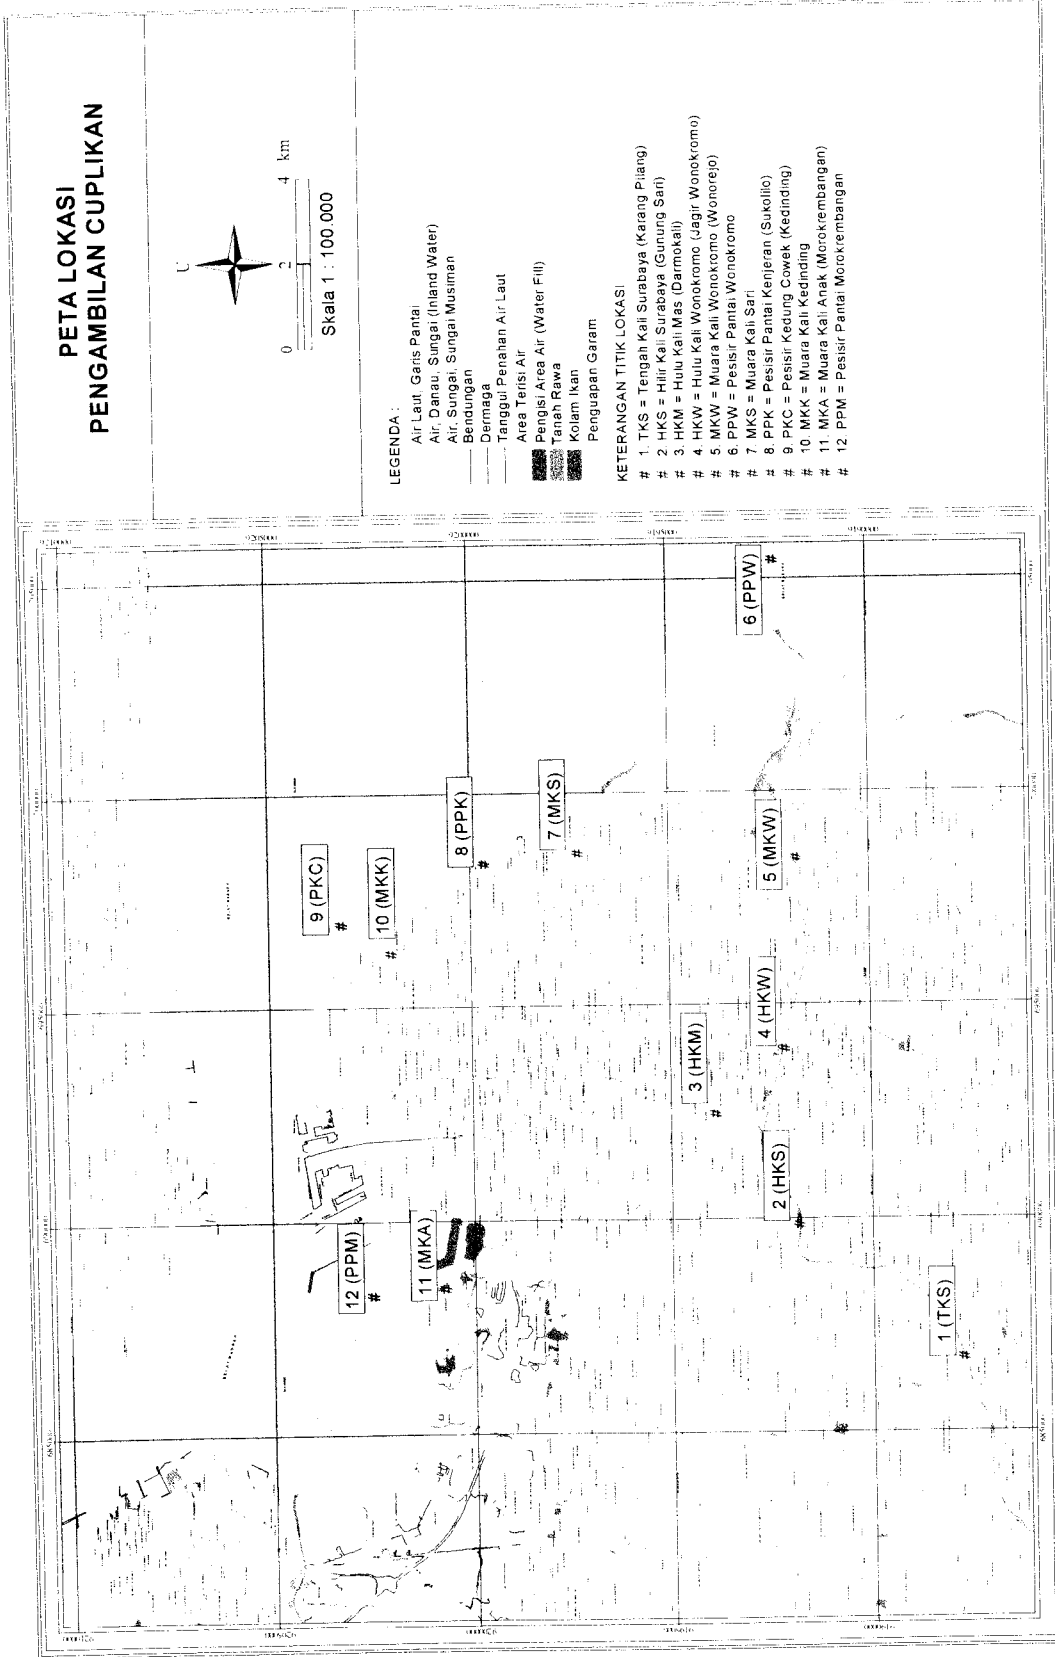 PETA LOKASI
PENGAMBILAN CUPLIKAN
U
0 2 4 km
Skala 1 : 100.000
LEGENDA :
Air Laut, Garis Pantai
Air, Danau, Sungai (Inland Water)
Air, Sungai, Sungai Musiman
Bendungan
Dermaga
Tanggul Penahan Air Laut
Area Terisi Air
Pengisi Area Air (Water Fill)
Tanah Rawa
Kolam Ikan
Penguapan Garam
KETERANGAN TITIK LOKASI
# 1. TKS = Tengah Kali Surabaya (Karang Pilang)
# 2. HKS = Hilir Kali Surabaya (Gunung Sari)
# 3. HKM = Hulu Kali Mas (Darmokali)
# 4. HKW = Hulu Kali Wonokromo (Jagir Wonokromo)
# 5. MKW = Muara Kali Wonokromo (Wonorejo)
# 6. PPW = Pesisir Pantai Wonokromo
# 7. MKS = Muara Kali Sari
# 8. PPK = Pesisir Pantai Kenjeran (Sukolilo)
# 9. PKC = Pesisir Kedung Cowek (Kedinding)
# 10. MKK = Muara Kali Kedinding
# 11. MKA = Muara Kali Anak (Morokrembangan)
# 12. PPM = Pesisir Pantai Morokrembangan
9 (PKC)
12 (PPM)
10 (MKK)
11 (MKA)
8 (PPK)
7 (MKS)
3 (HKM)
6 (PPW)
4 (HKW)
5 (MKW)
2 (HKS)
1 (TKS)